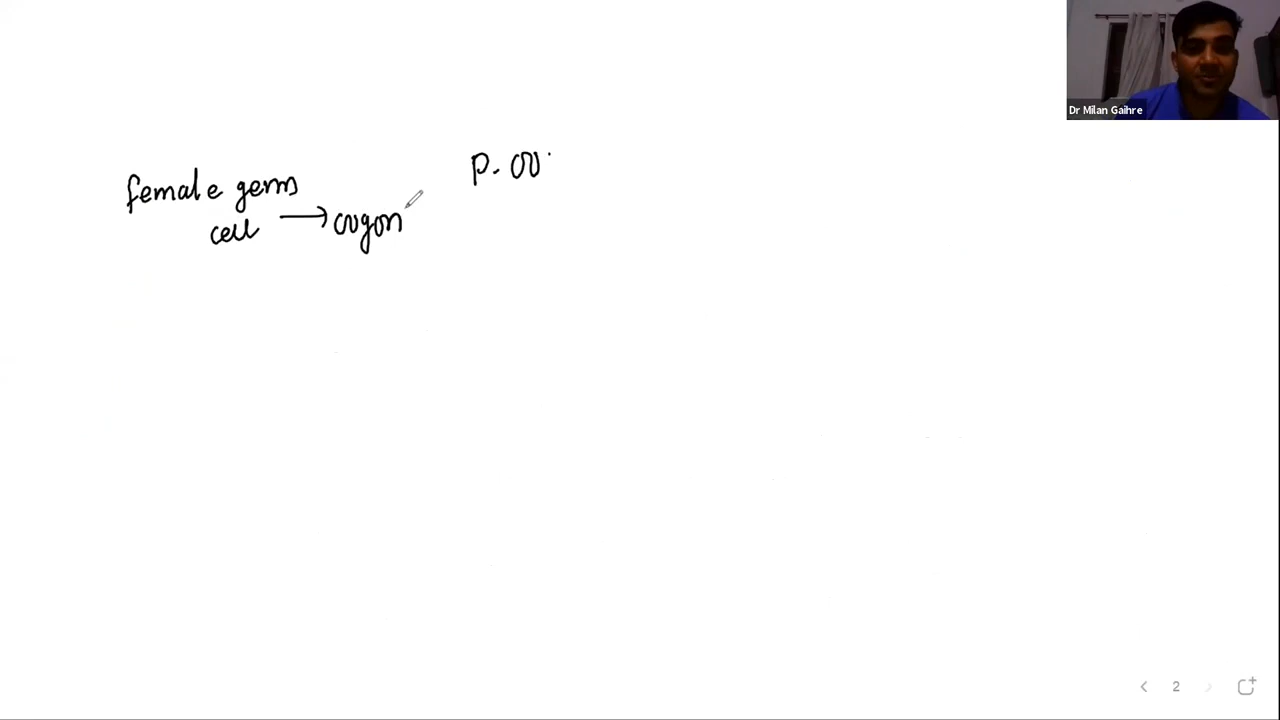 Dr Milan Gaihre
P. oo
female germ
cell → oogon
2